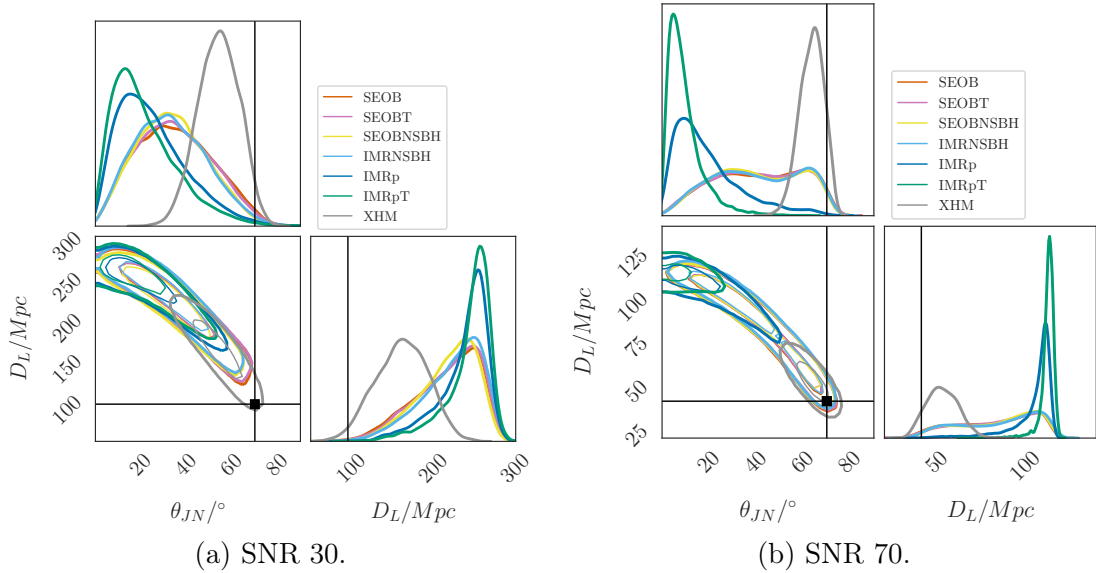 SEOB
SEOBT
SEOBNSBH
IMRNSBH
IMRp
IMRpT
XHM
300
250
200
150
100
D_L/Mpc
20 40 60 80
θ_JN/°
100 200 300
D_L/Mpc
(a) SNR 30.
SEOB
SEOBT
SEOBNSBH
IMRNSBH
IMRp
IMRpT
XHM
125
100
75
50
25
D_L/Mpc
20 40 60 80
θ_JN/°
50 100
D_L/Mpc
(b) SNR 70.